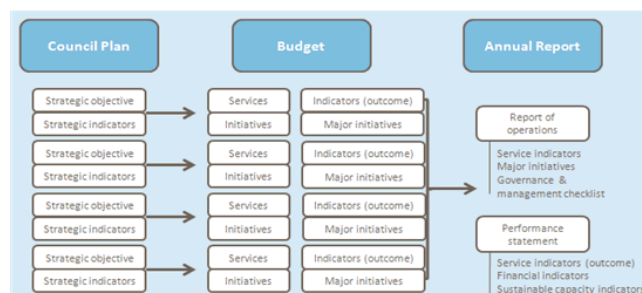 Council Plan
Budget
Annual Report
Strategic objective
Strategic indicators
Services
Initiatives
Indicators (outcome)
Major initiatives
Strategic objective
Strategic indicators
Services
Initiatives
Indicators (outcome)
Major initiatives
Strategic objective
Strategic indicators
Services
Initiatives
Indicators (outcome)
Major initiatives
Strategic objective
Strategic indicators
Services
Initiatives
Indicators (outcome)
Major initiatives
Report of
operations
Service indicators
Major initiatives
Governance &
management checklist
Performance
statement
Service indicators (outcome)
Financial indicators
Sustainable capacity indicators